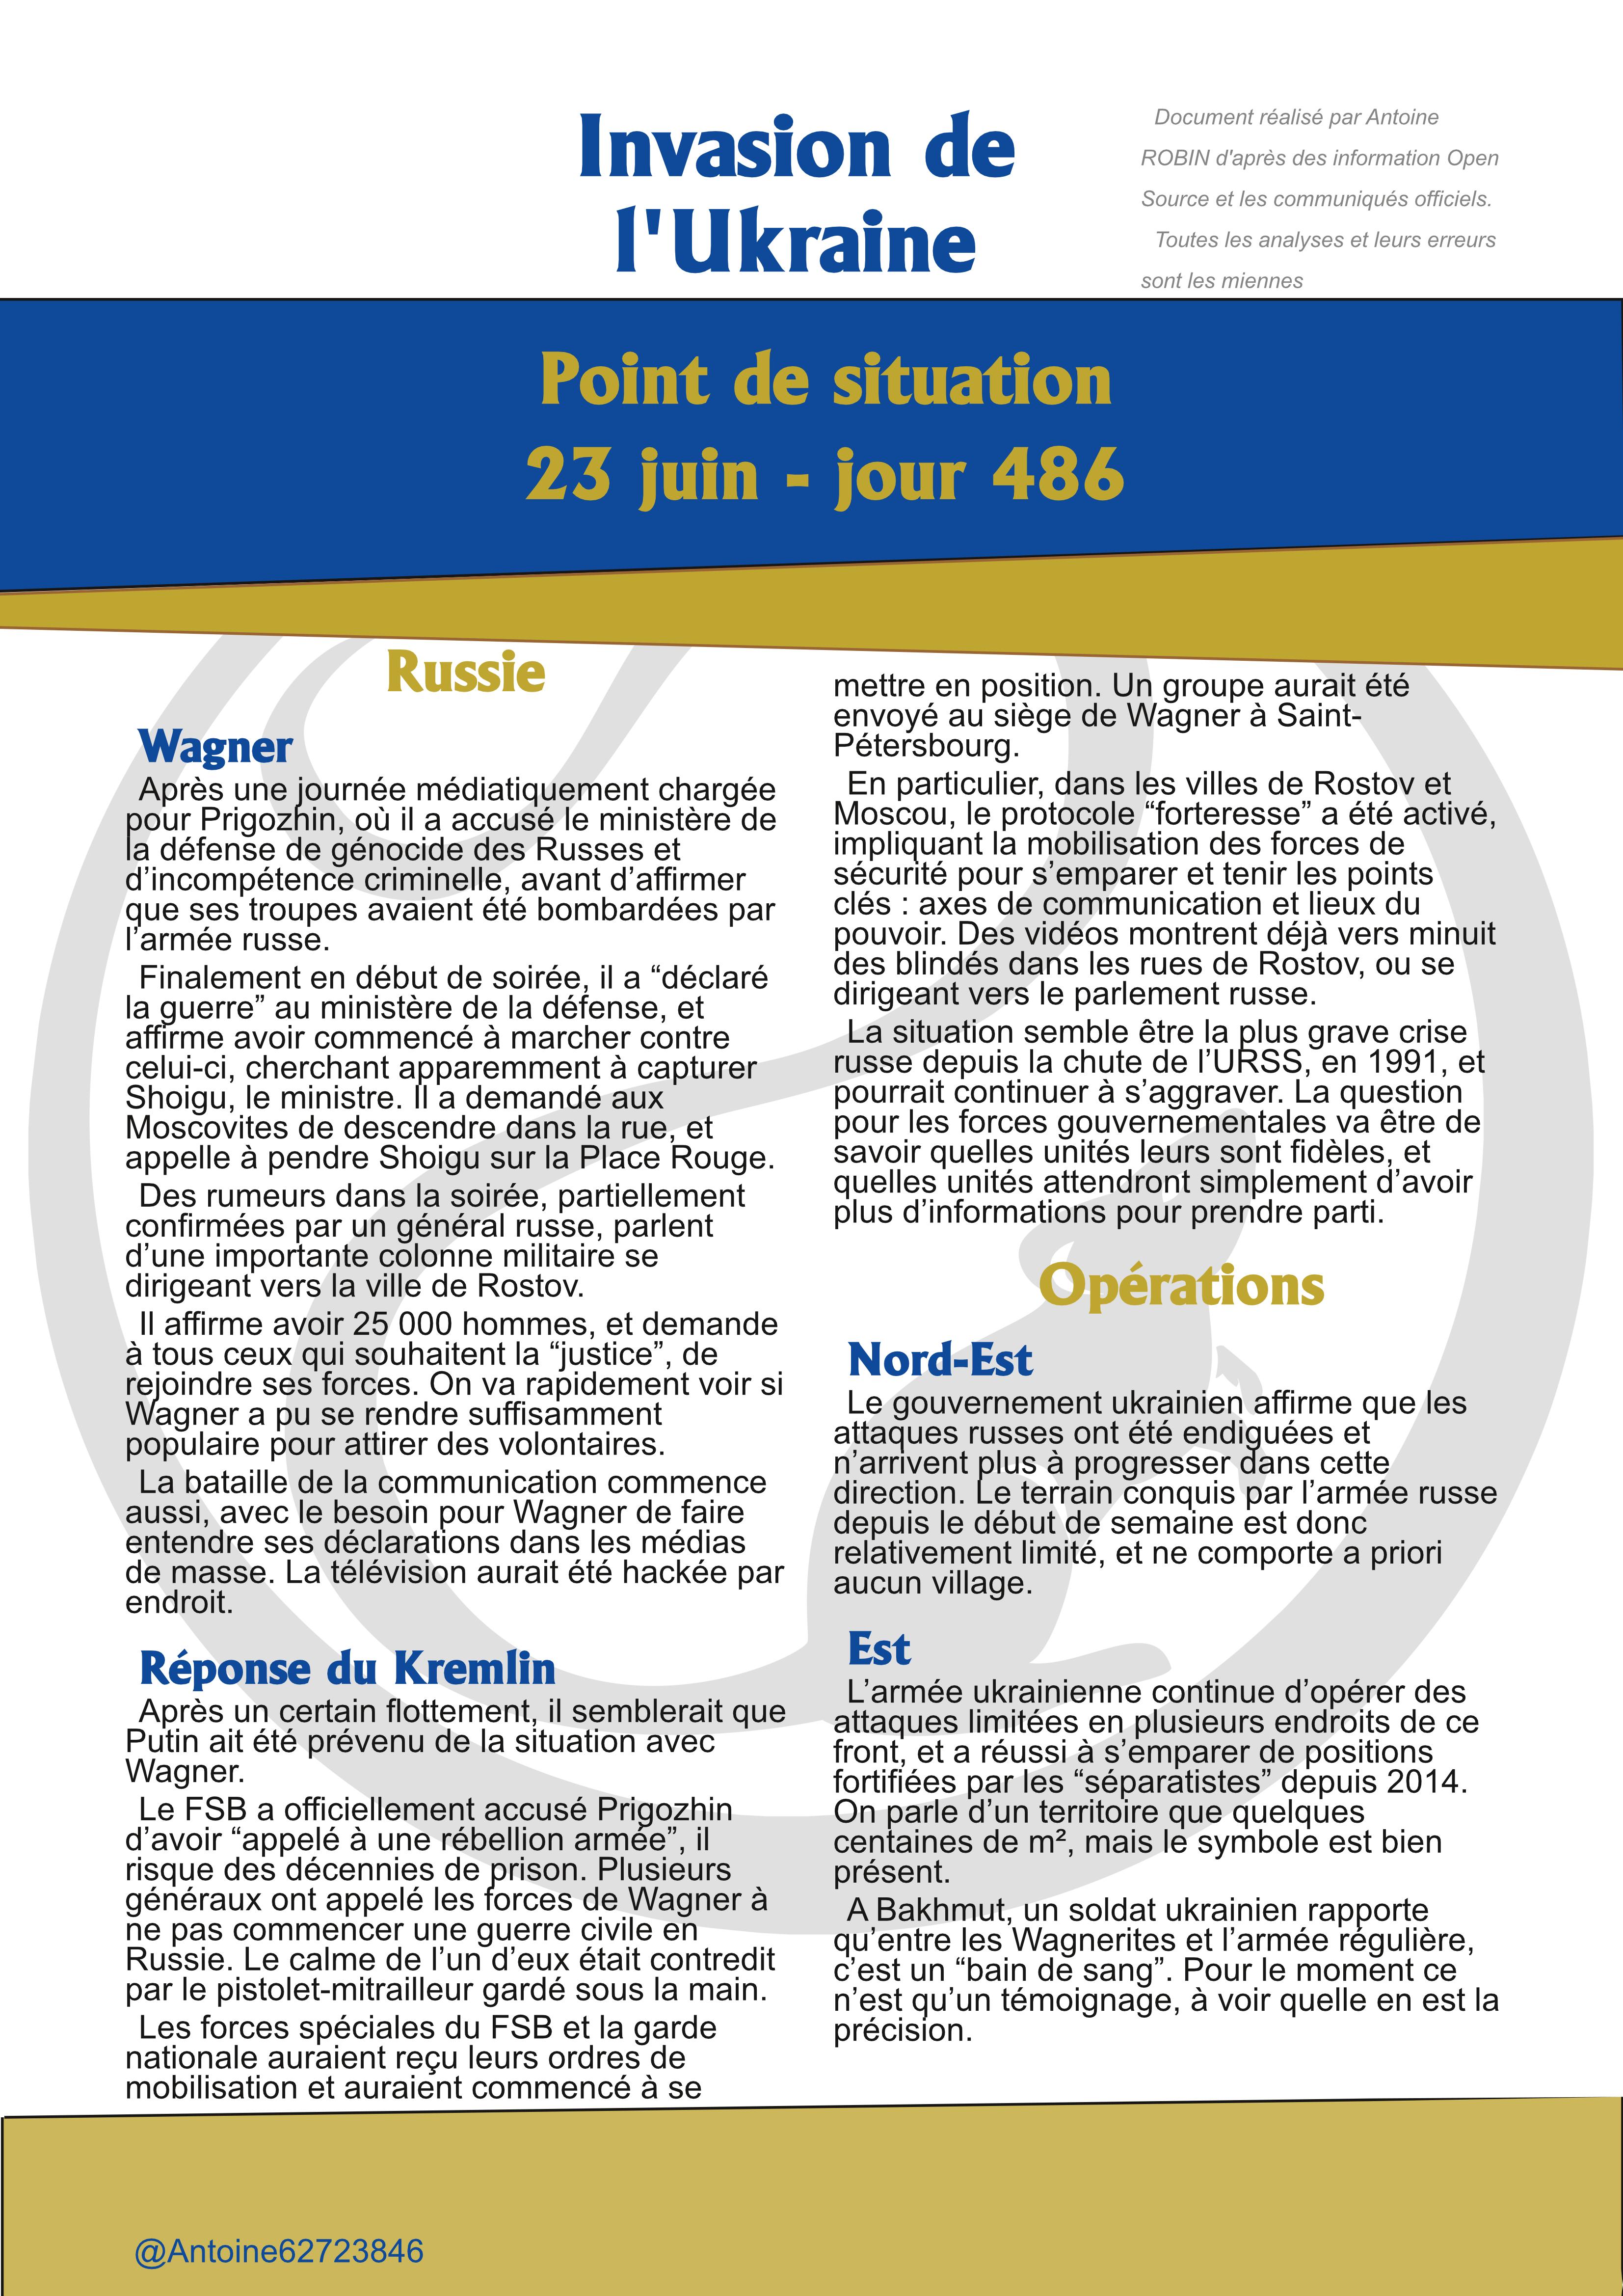 Invasion de
l'Ukraine
Document réalisé par Antoine
ROBIN d'après des information Open
Source et les communiqués officiels.
Toutes les analyses et leurs erreurs
sont les miennes
Point de situation
23 juin - jour 486
Russie
Wagner
Après une journée médiatiquement chargée
pour Prigozhin, où il a accusé le ministère de
la défense de génocide des Russes et
d’incompétence criminelle, avant d’affirmer
que ses troupes avaient été bombardées par
l’armée russe.
Finalement en début de soirée, il a “déclaré
la guerre” au ministère de la défense, et
affirme avoir commencé à marcher contre
celui-ci, cherchant apparemment à capturer
Shoigu, le ministre. Il a demandé aux
Moscovites de descendre dans la rue, et
appelle à pendre Shoigu sur la Place Rouge.
Des rumeurs dans la soirée, partiellement
confirmées par un général russe, parlent
d’une importante colonne militaire se
dirigeant vers la ville de Rostov.
Il affirme avoir 25 000 hommes, et demande
à tous ceux qui souhaitent la “justice”, de
rejoindre ses forces. On va rapidement voir si
Wagner a pu se rendre suffisamment
populaire pour attirer des volontaires.
La bataille de la communication commence
aussi, avec le besoin pour Wagner de faire
entendre ses déclarations dans les médias
de masse. La télévision aurait été hackée par
endroit.
Réponse du Kremlin
Après un certain flottement, il semblerait que
Putin ait été prévenu de la situation avec
Wagner.
Le FSB a officiellement accusé Prigozhin
d’avoir “appelé à une rébellion armée”, il
risque des décennies de prison. Plusieurs
généraux ont appelé les forces de Wagner à
ne pas commencer une guerre civile en
Russie. Le calme de l’un d’eux était contredit
par le pistolet-mitrailleur gardé sous la main.
Les forces spéciales du FSB et la garde
nationale auraient reçu leurs ordres de
mobilisation et auraient commencé à se
mettre en position. Un groupe aurait été
envoyé au siège de Wagner à Saint-
Pétersbourg.
En particulier, dans les villes de Rostov et
Moscou, le protocole “forteresse” a été activé,
impliquant la mobilisation des forces de
sécurité pour s’emparer et tenir les points
clés : axes de communication et lieux du
pouvoir. Des vidéos montrent déjà vers minuit
des blindés dans les rues de Rostov, ou se
dirigeant vers le parlement russe.
La situation semble être la plus grave crise
russe depuis la chute de l’URSS, en 1991, et
pourrait continuer à s’aggraver. La question
pour les forces gouvernementales va être de
savoir quelles unités leurs sont fidèles, et
quelles unités attendront simplement d’avoir
plus d’informations pour prendre parti.
Opérations
Nord-Est
Le gouvernement ukrainien affirme que les
attaques russes ont été endiguées et
n’arrivent plus à progresser dans cette
direction. Le terrain conquis par l’armée russe
depuis le début de semaine est donc
relativement limité, et ne comporte a priori
aucun village.
Est
L’armée ukrainienne continue d’opérer des
attaques limitées en plusieurs endroits de ce
front, et a réussi à s’emparer de positions
fortifiées par les “séparatistes” depuis 2014.
On parle d’un territoire que quelques
centaines de m², mais le symbole est bien
présent.
A Bakhmut, un soldat ukrainien rapporte
qu’entre les Wagnerites et l’armée régulière,
c’est un “bain de sang”. Pour le moment ce
n’est qu’un témoignage, à voir quelle en est la
précision.
@Antoine62723846